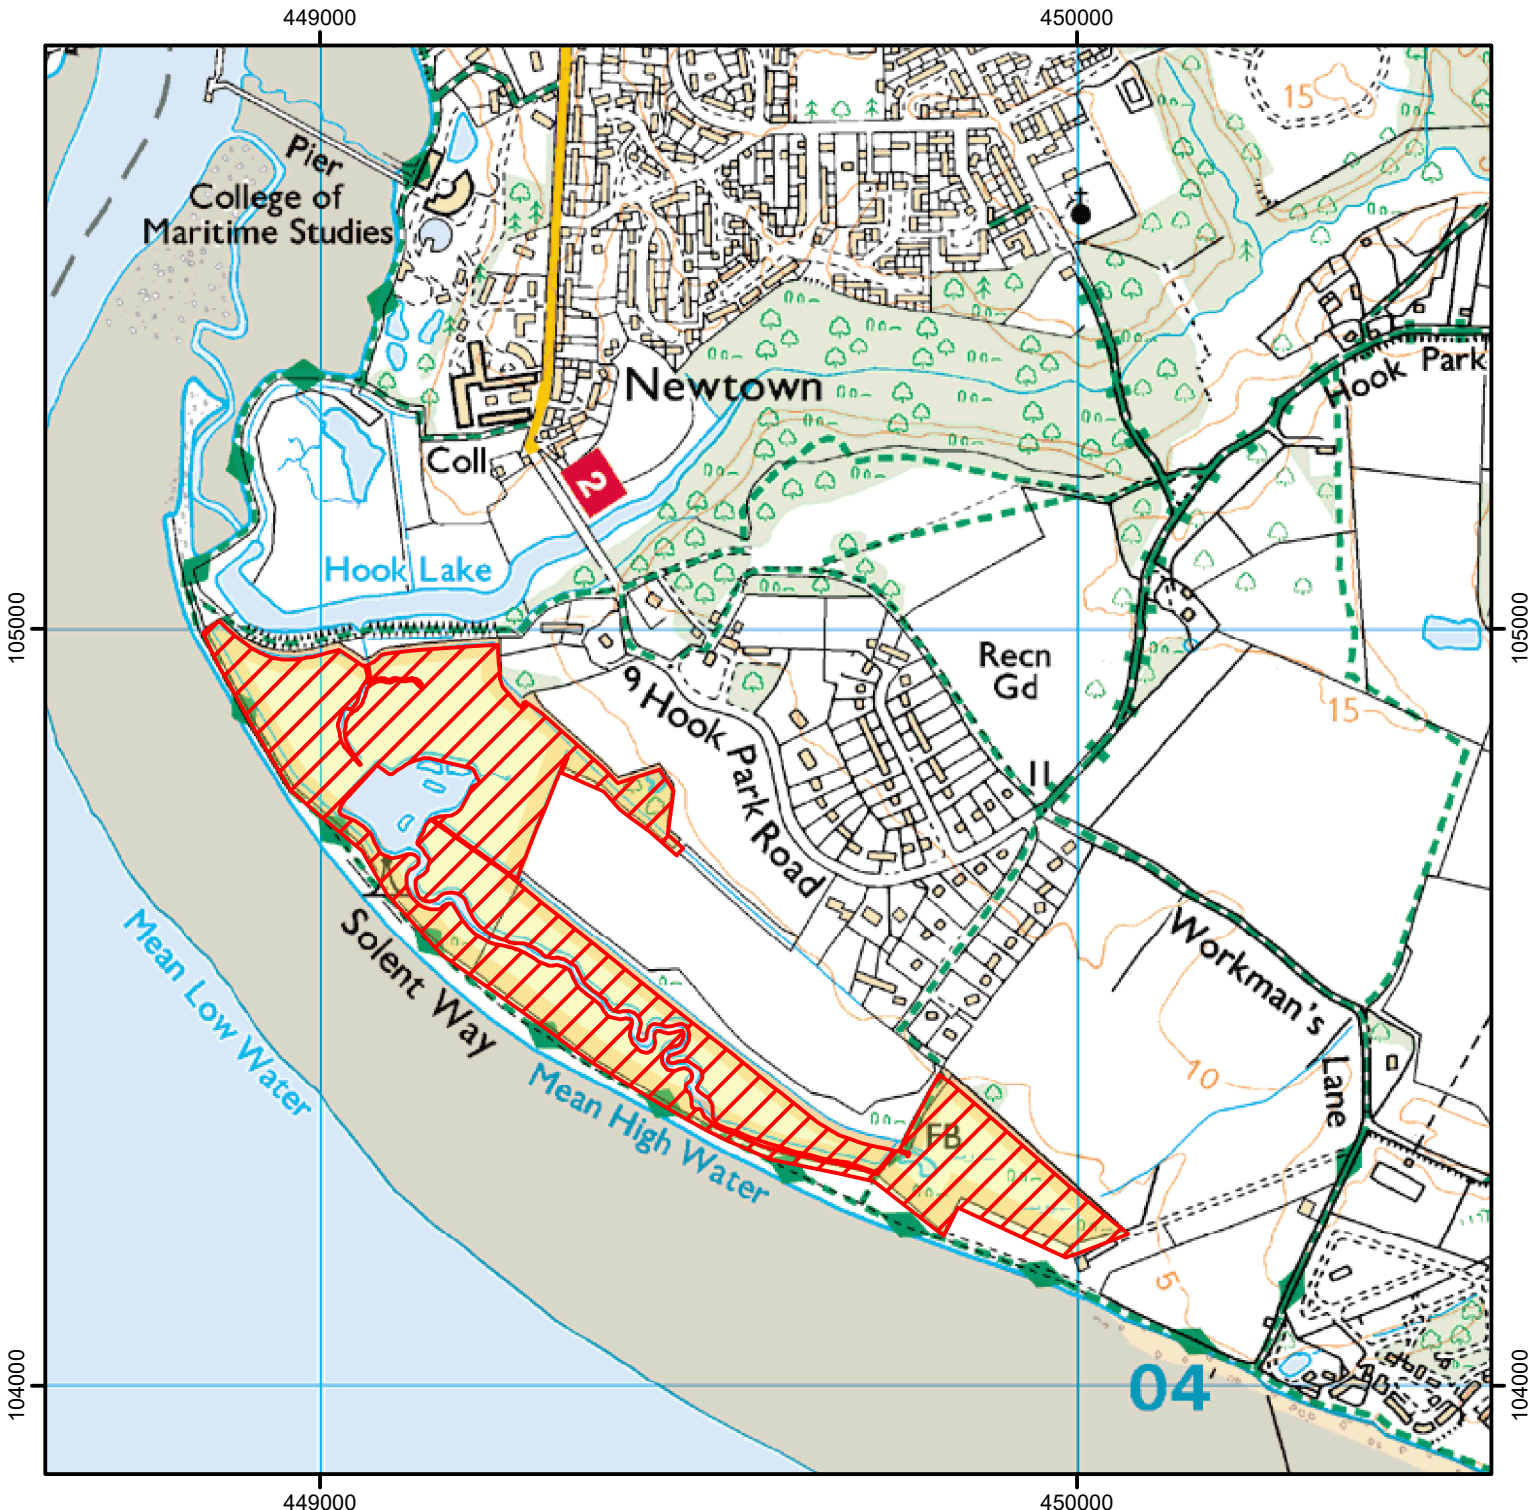 449000
450000
15
Pier
College of
Maritime Studies
Hook Park
Newtown
Coll
2
Hook Lake
105000
105000
Recn
Gd
9 Hook Park Road
11
15
Solent Way
Mean Low Water
Mean High Water
Workman's
Lane
10
FB
5
04
104000
104000
449000
450000